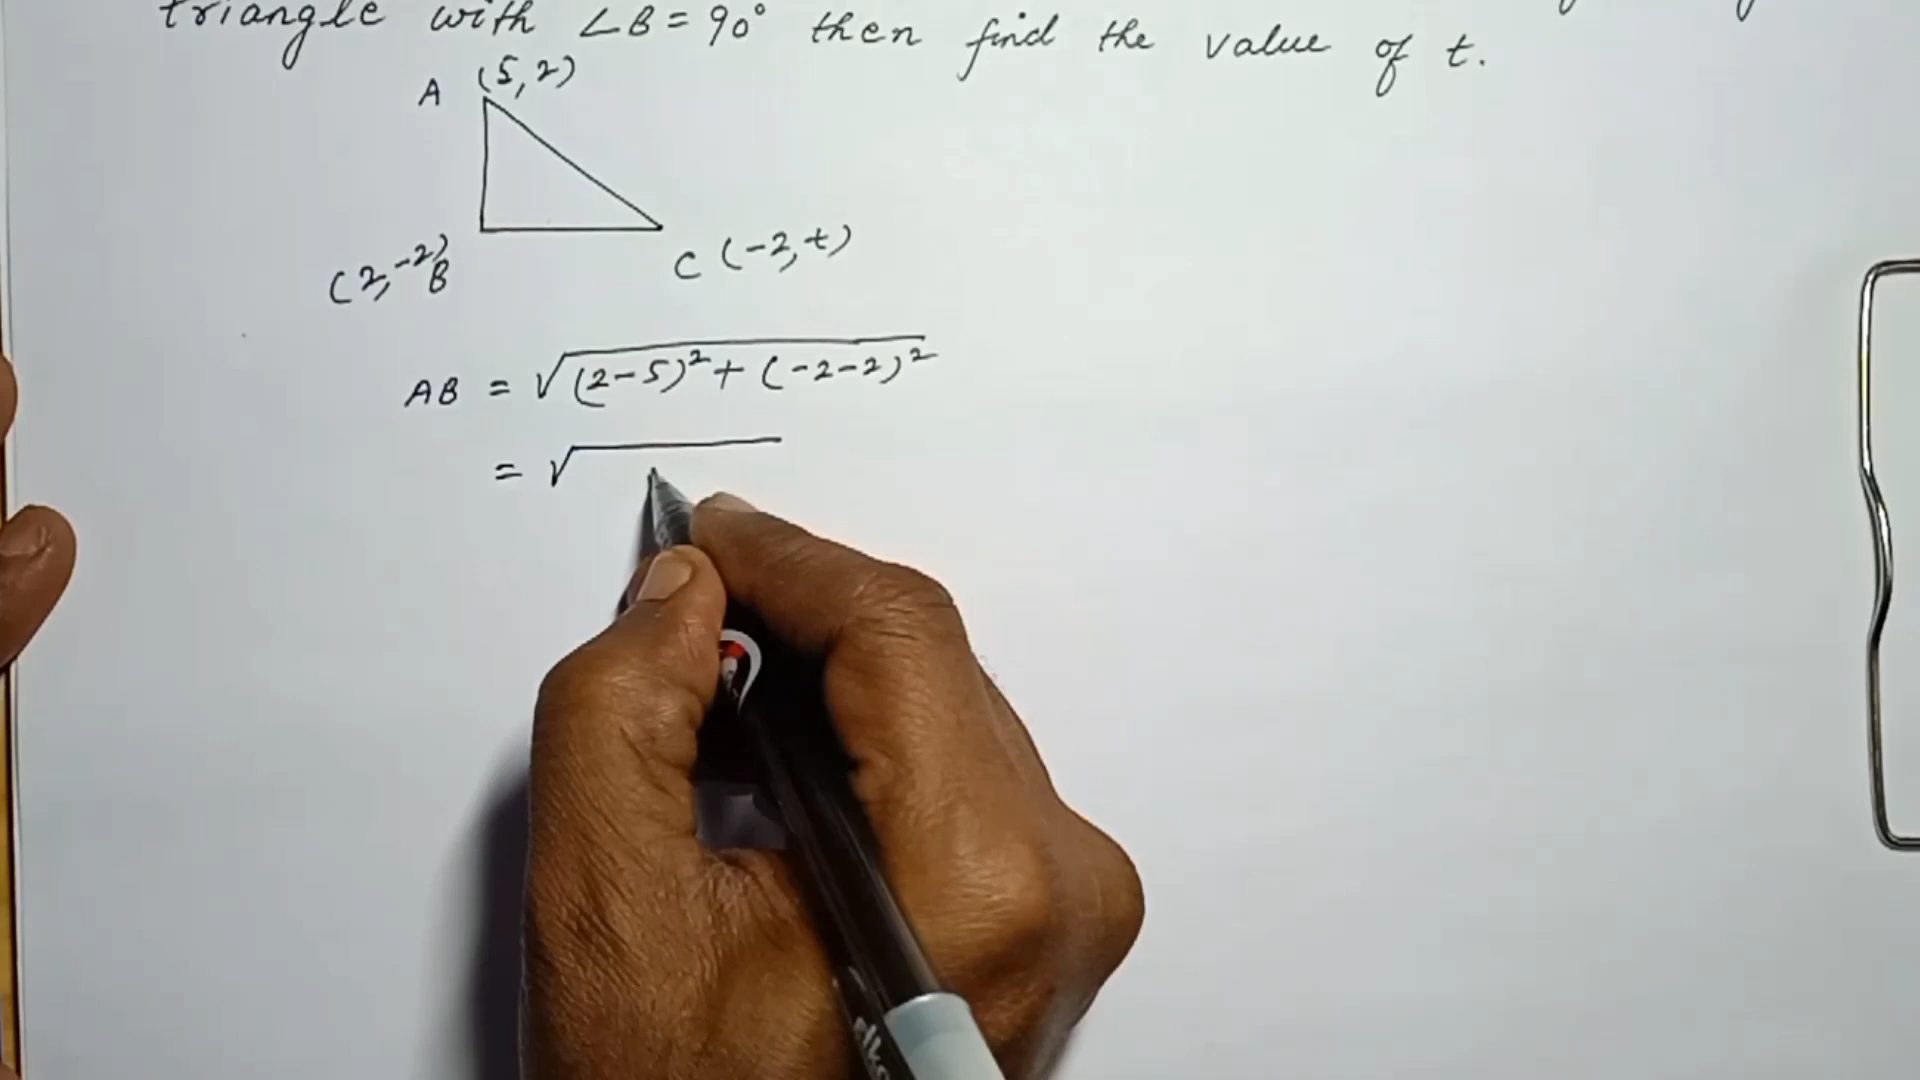 triangle with ∠B = 90° then find the value of t.
A (5, 2)
(2, -2) B
C (-2, t)
AB = √(2-5)² + (-2-2)²
= √
elko